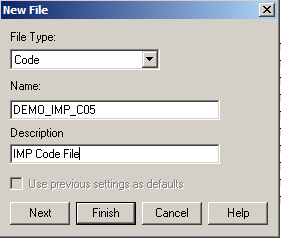 New File
File Type:
Code
Name:
DEMO_IMP_C05
Description
IMP Code File
Use previous settings as defaults
Next Finish Cancel Help